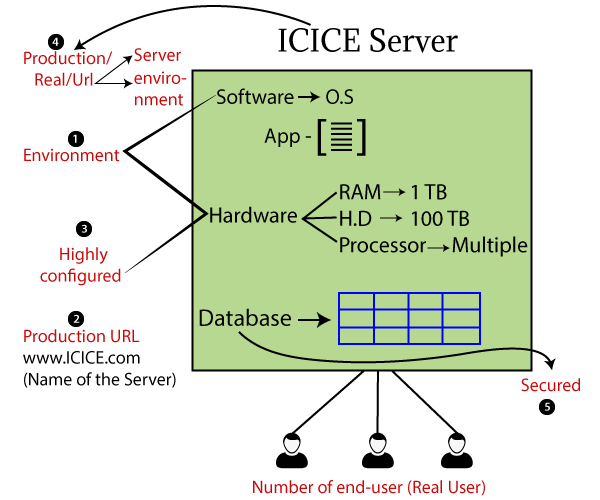 ICICE Server
4
Production/
Real/Url
Server
enviro-
nment
Software → O.S
App - [ ]
1
Environment
Hardware
RAM → 1 TB
H.D → 100 TB
Processor → Multiple
3
Highly
configured
2
Production URL
www.ICICE.com
(Name of the Server)
Database →
Secured
5
Number of end-user (Real User)